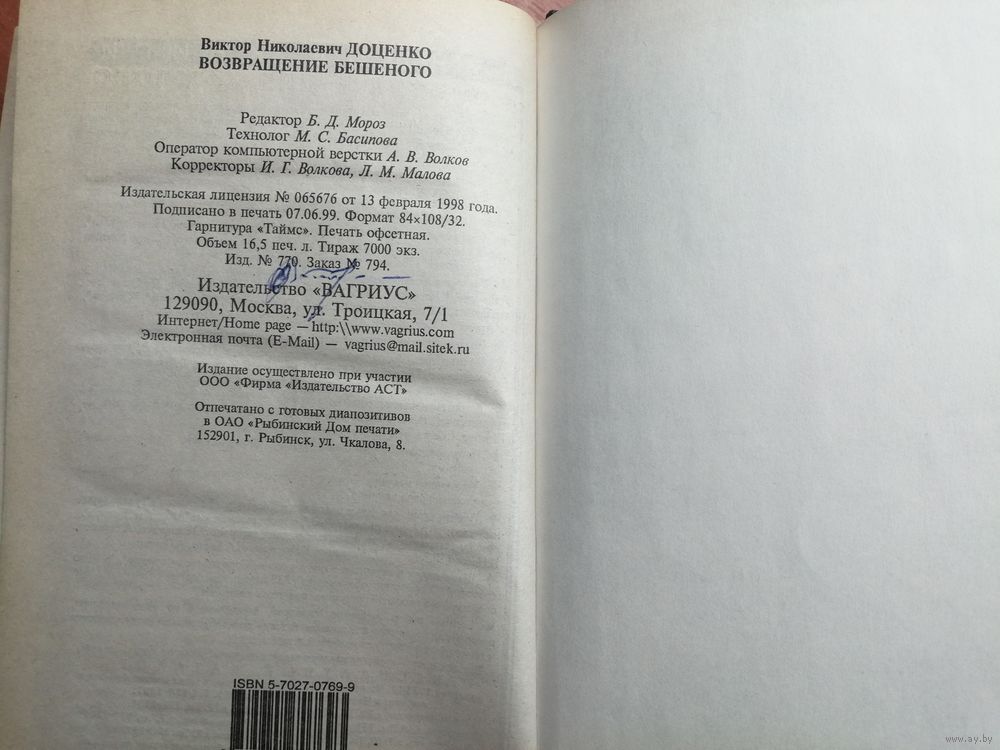 Виктор Николаевич ДОЦЕНКО
ВОЗВРАЩЕНИЕ БЕШЕНОГО
Редактор Б. Д. Мороз
Технолог М. С. Басипова
Оператор компьютерной верстки А. В. Волков
Корректоры И. Г. Волкова, Л. М. Малова
Издательская лицензия № 065676 от 13 февраля 1998 года.
Подписано в печать 07.06.99. Формат 84×108/32.
Гарнитура «Таймс». Печать офсетная.
Объем 16,5 печ. л. Тираж 7000 экз.
Изд. № 770. Заказ № 794.
Издательство «ВАГРИУС»
129090, Москва, ул. Троицкая, 7/1
Интернет/Home page — http:\\www.vagrius.com
Электронная почта (E-Mail) — vagrius@mail.sitek.ru
Издание осуществлено при участии
ООО «Фирма «Издательство АСТ»
Отпечатано с готовых диапозитивов
в ОАО «Рыбинский Дом печати»
152901, г. Рыбинск, ул. Чкалова, 8.
ISBN 5-7027-0769-9
www.ay.by